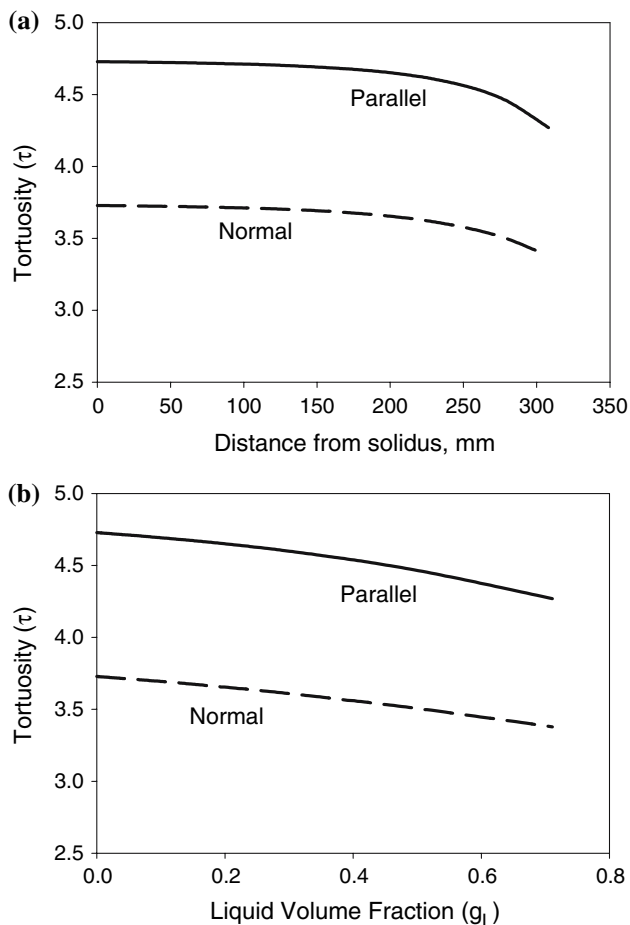 (a)
5.0
4.5
4.0
3.5
3.0
2.5
Tortuosity (τ)
Parallel
Normal
0 50 100 150 200 250 300 350
Distance from solidus, mm
(b)
5.0
4.5
4.0
3.5
3.0
2.5
Tortuosity (τ)
Parallel
Normal
0.0 0.2 0.4 0.6 0.8
Liquid Volume Fraction (gₗ)